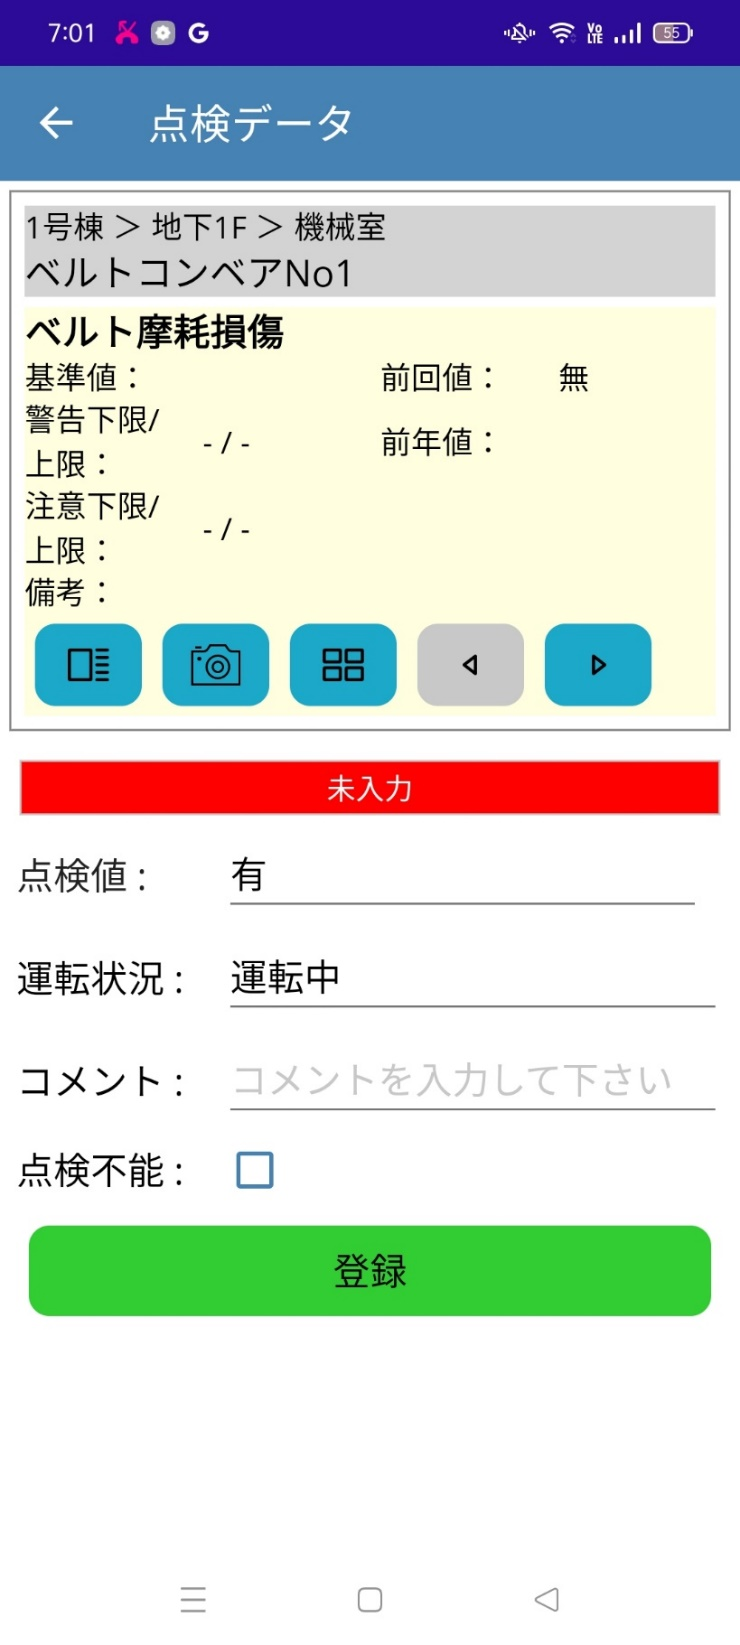 7:01 G Vo LTE 55
点検データ
1号棟 ＞ 地下1F ＞ 機械室
ベルトコンベアNo1
ベルト摩耗損傷
基準値： 前回値： 無
警告下限/
上限： - / - 前年値：
注意下限/
上限： - / -
備考：
未入力
点検値 : 有
運転状況 : 運転中
コメント : コメントを入力して下さい
点検不能 :
登録